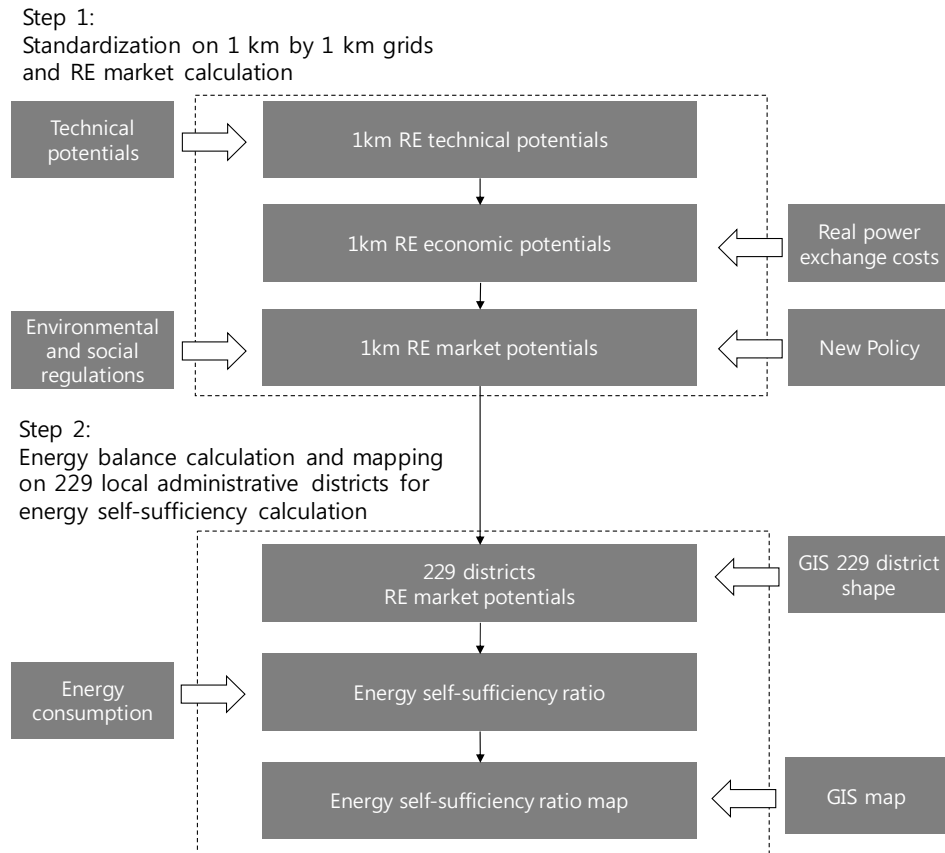 Step 1:
Standardization on 1 km by 1 km grids
and RE market calculation
Technical
potentials
1km RE technical potentials
1km RE economic potentials
Real power
exchange costs
Environmental
and social
regulations
1km RE market potentials
New Policy
Step 2:
Energy balance calculation and mapping
on 229 local administrative districts for
energy self-sufficiency calculation
229 districts
RE market potentials
GIS 229 district
shape
Energy
consumption
Energy self-sufficiency ratio
Energy self-sufficiency ratio map
GIS map